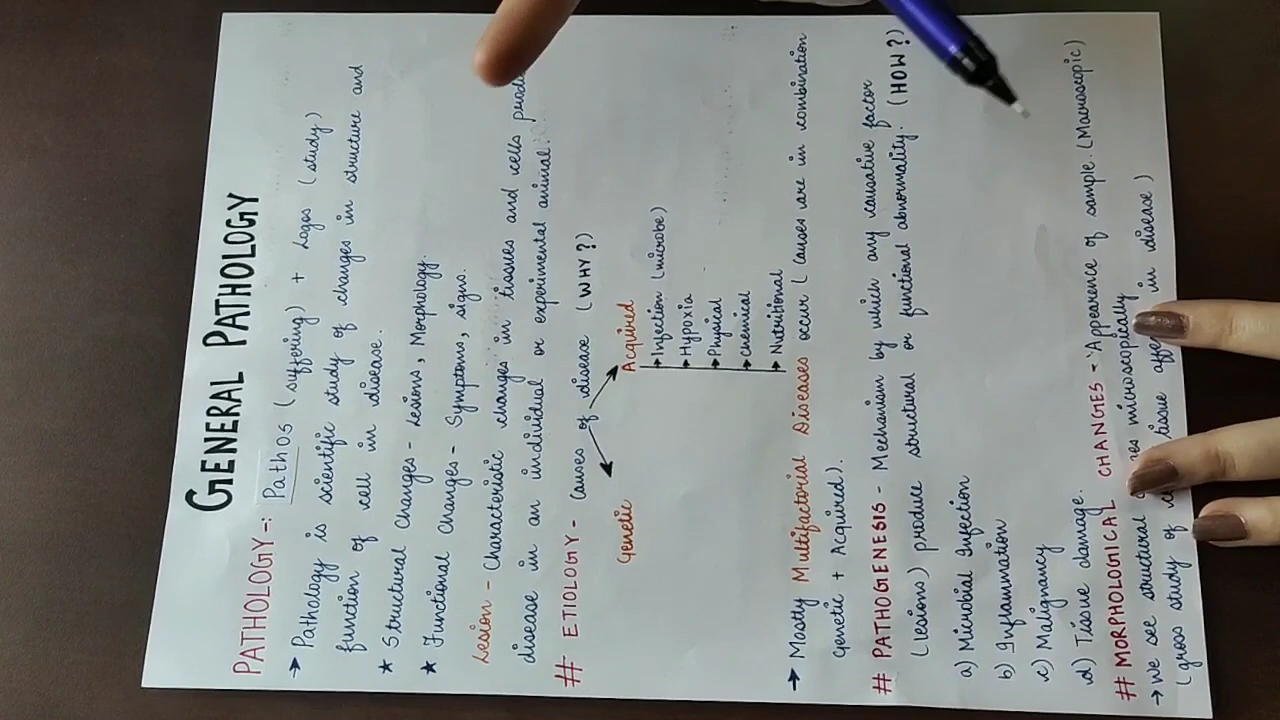 GENERAL PATHOLOGY
PATHOLOGY -: Pathos (suffering) + Logos (study)
→ Pathology is scientific study of changes in structure and
function of cell in disease.
★ Structural Changes - Lesions, Morphology.
★ Functional Changes - Symptoms, signs.
Lesion - Characteristic changes in tissues and cells
disease in an individual or experimental animal.
# ETIOLOGY - Causes of disease (WHY?)
Genetic Acquired
Injection (microbe)
Hypoxia
Physical
Chemical
Nutritional
→ Mostly Multifactorial Diseases occur (causes are in combination
Genetic + Acquired).
# PATHOGENESIS - Mechanism by which any causative factor
(lesions) produce structural or functional abnormality. (HOW?)
a) Microbial Infection
b) Inflammation
c) Malignancy
d) Tissue damage.
# MORPHOLOGICAL CHANGES - Appearence of sample. (Macroscopic)
→ We see structural microscopically
(gross study of tissue in disease)